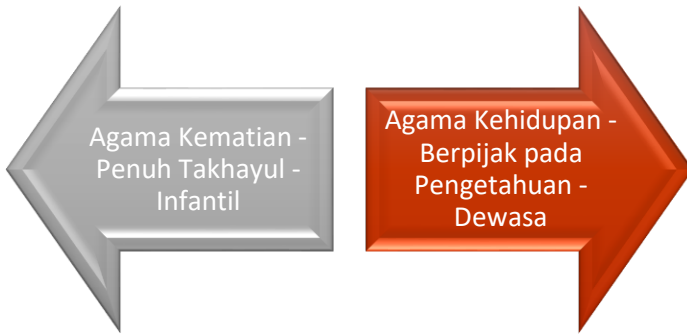 Agama Kematian -
Penuh Takhayul -
Infantil
Agama Kehidupan -
Berpijak pada
Pengetahuan -
Dewasa